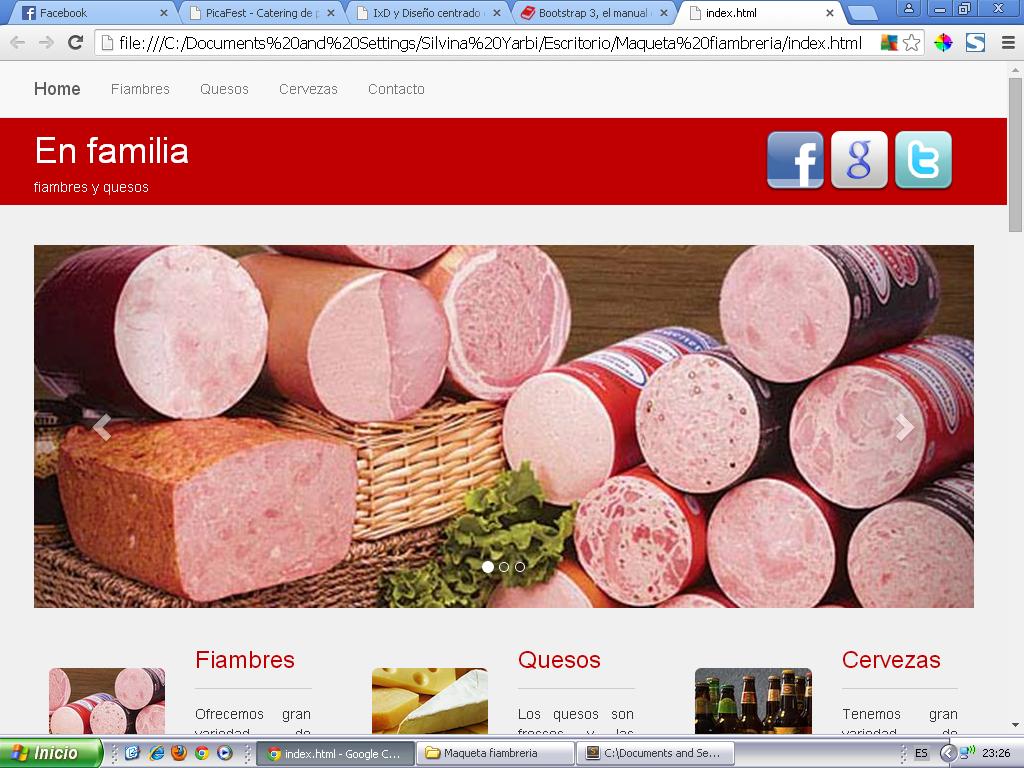 Facebook
PicaFest - Catering de p
IxD y Diseño centrado
Bootstrap 3, el manual
index.html
file:///C:/Documents%20and%20Settings/Silvina%20Yarbi/Escritorio/Maqueta%20fiambreria/index.html
Home Fiambres Quesos Cervezas Contacto
En familia
fiambres y quesos
Fiambres
Ofrecemos gran
variedad de
Quesos
Los quesos son
frescos y las
Cervezas
Tenemos gran
variedad de
Inicio
index.html - Google C...
Maqueta fiambreria
C:\Documents and Se...
ES
23:26